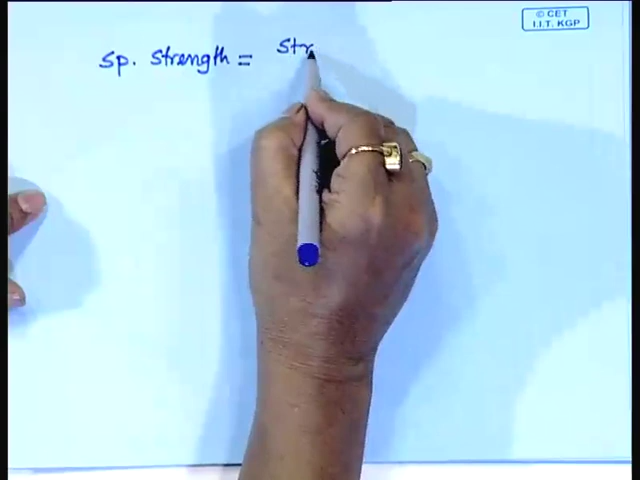 © CET
I.I.T. KGP
Sp. Strength = Str